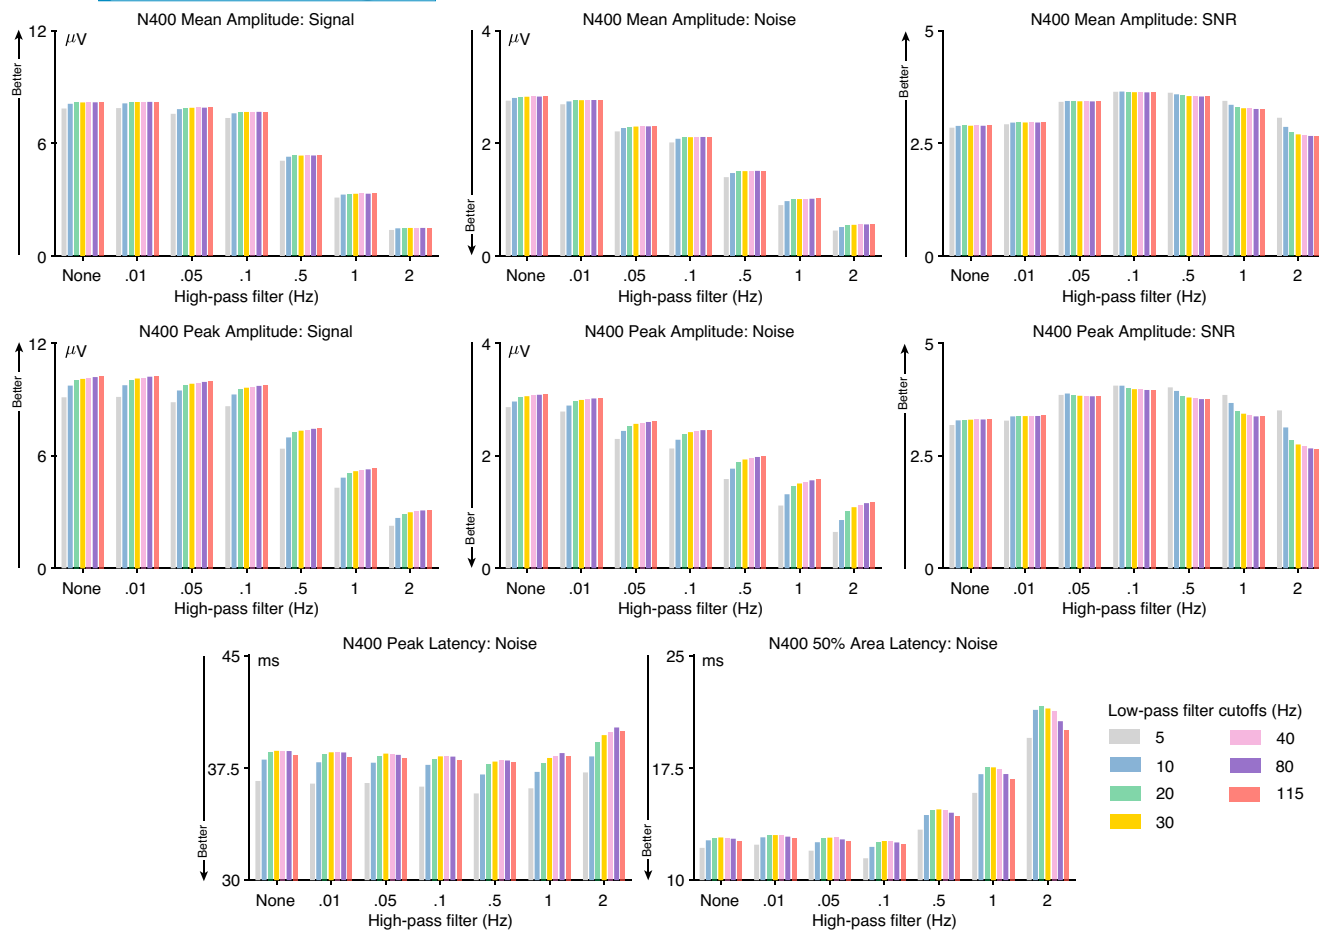 N400 Mean Amplitude: Signal
N400 Mean Amplitude: Noise
N400 Mean Amplitude: SNR
12
μV
6
0
Better
None .01 .05 .1 .5 1 2
High-pass filter (Hz)
4
2
0
Better
None .01 .05 .1 .5 1 2
High-pass filter (Hz)
5
2.5
0
Better
None .01 .05 .1 .5 1 2
High-pass filter (Hz)
N400 Peak Amplitude: Signal
N400 Peak Amplitude: Noise
N400 Peak Amplitude: SNR
12
μV
6
0
Better
None .01 .05 .1 .5 1 2
High-pass filter (Hz)
4
μV
2
0
Better
None .01 .05 .1 .5 1 2
High-pass filter (Hz)
5
2.5
0
Better
None .01 .05 .1 .5 1 2
High-pass filter (Hz)
N400 Peak Latency: Noise
N400 50% Area Latency: Noise
45
ms
37.5
30
Better
None .01 .05 .1 .5 1 2
High-pass filter (Hz)
25
ms
17.5
10
Better
None .01 .05 .1 .5 1 2
High-pass filter (Hz)
Low-pass filter cutoffs (Hz)
5 40
10 80
20 115
30